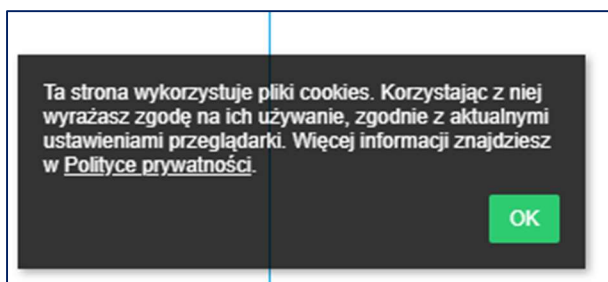 Ta strona wykorzystuje pliki cookies. Korzystając z niej
wyrażasz zgodę na ich używanie, zgodnie z aktualnymi
ustawieniami przeglądarki. Więcej informacji znajdziesz
w Polityce prywatności.
OK